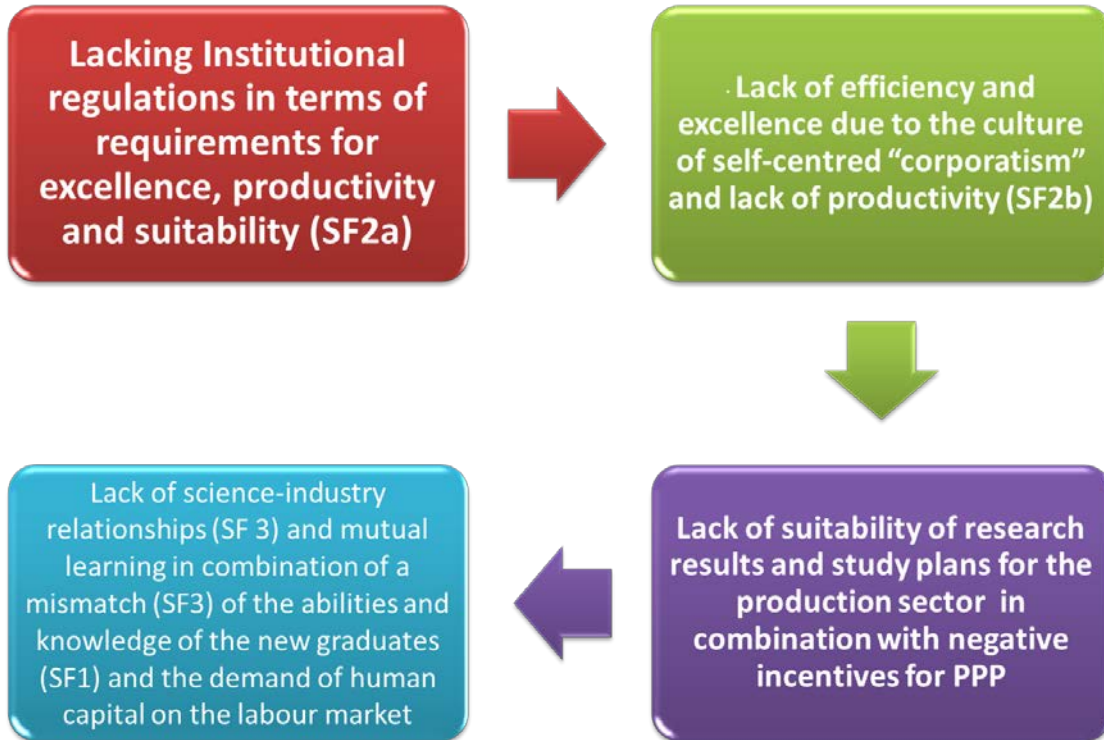 Lacking Institutional
regulations in terms of
requirements for
excellence, productivity
and suitability (SF2a)
. Lack of efficiency and
excellence due to the culture
of self-centred “corporatism”
and lack of productivity (SF2b)
Lack of suitability of research
results and study plans for the
production sector in
combination with negative
incentives for PPP
Lack of science-industry
relationships (SF 3) and mutual
learning in combination of a
mismatch (SF3) of the abilities and
knowledge of the new graduates
(SF1) and the demand of human
capital on the labour market